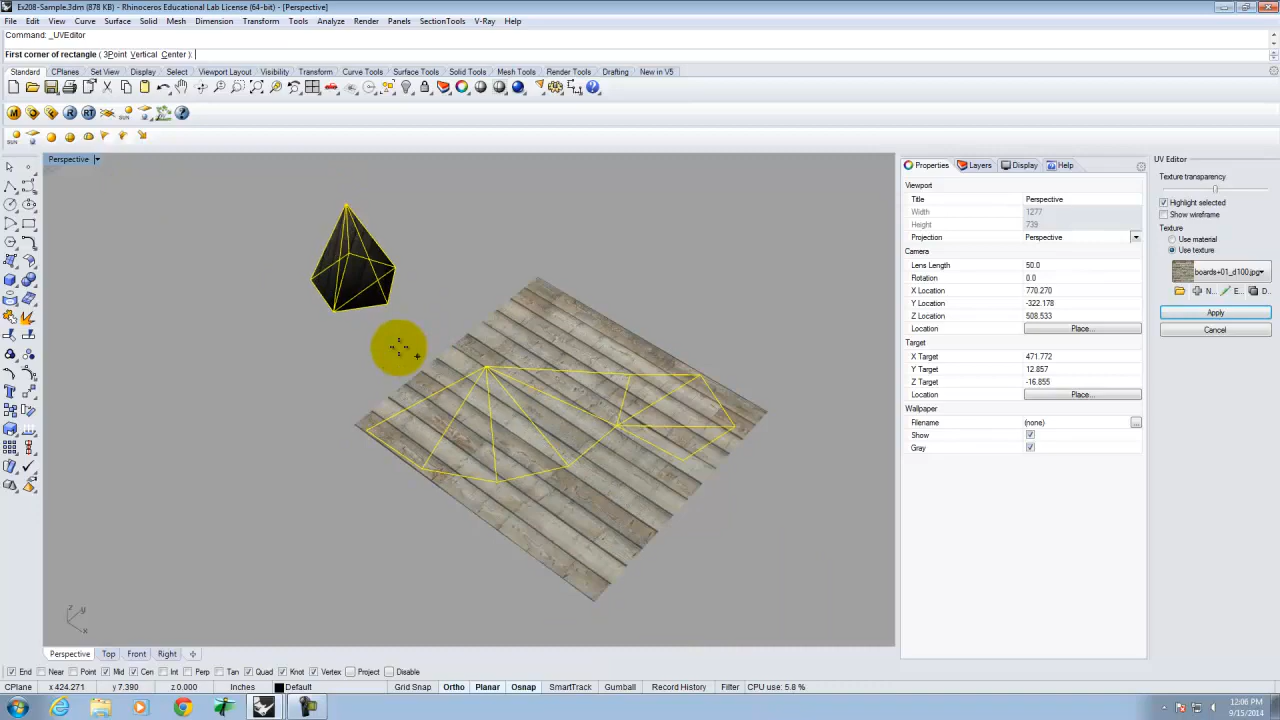 Ex208-Sample.3dm (878 KB) - Rhinoceros Educational Lab License (64-bit) - [Perspective]
File Edit View Curve Surface Solid Mesh Dimension Transform Tools Analyze Render Panels SectionTools V-Ray Help
Command: _UVEditor
First corner of rectangle ( 3Point Vertical Center ):
Standard CPlanes Set View Display Select Viewport Layout Visibility Transform Curve Tools Surface Tools Solid Tools Mesh Tools Render Tools Drafting New in V5
M R RT SUN
SUN
Perspective
Properties Layers Display Help
Viewport
Title Perspective
Width 1277
Height 739
Projection Perspective
Camera
Lens Length 50.0
Rotation 0.0
X Location 770.270
Y Location -322.178
Z Location 508.533
Location Place...
Target
X Target 471.772
Y Target 12.857
Z Target -16.855
Location Place...
Wallpaper
Filename (none) ...
Show
Gray
UV Editor
Texture transparency
Highlight selected
Show wireframe
Texture
Use material
Use texture
boards+01_d100.jpg
N... E... D...
Apply
Cancel
z y x
Perspective Top Front Right
End Near Point Mid Cen Int Perp Tan Quad Knot Vertex Project Disable
CPlane x 424.271 y 7.390 z 0.000 Inches Default Grid Snap Ortho Planar Osnap SmartTrack Gumball Record History Filter CPU use: 5.8 %
12:06 PM
9/15/2014